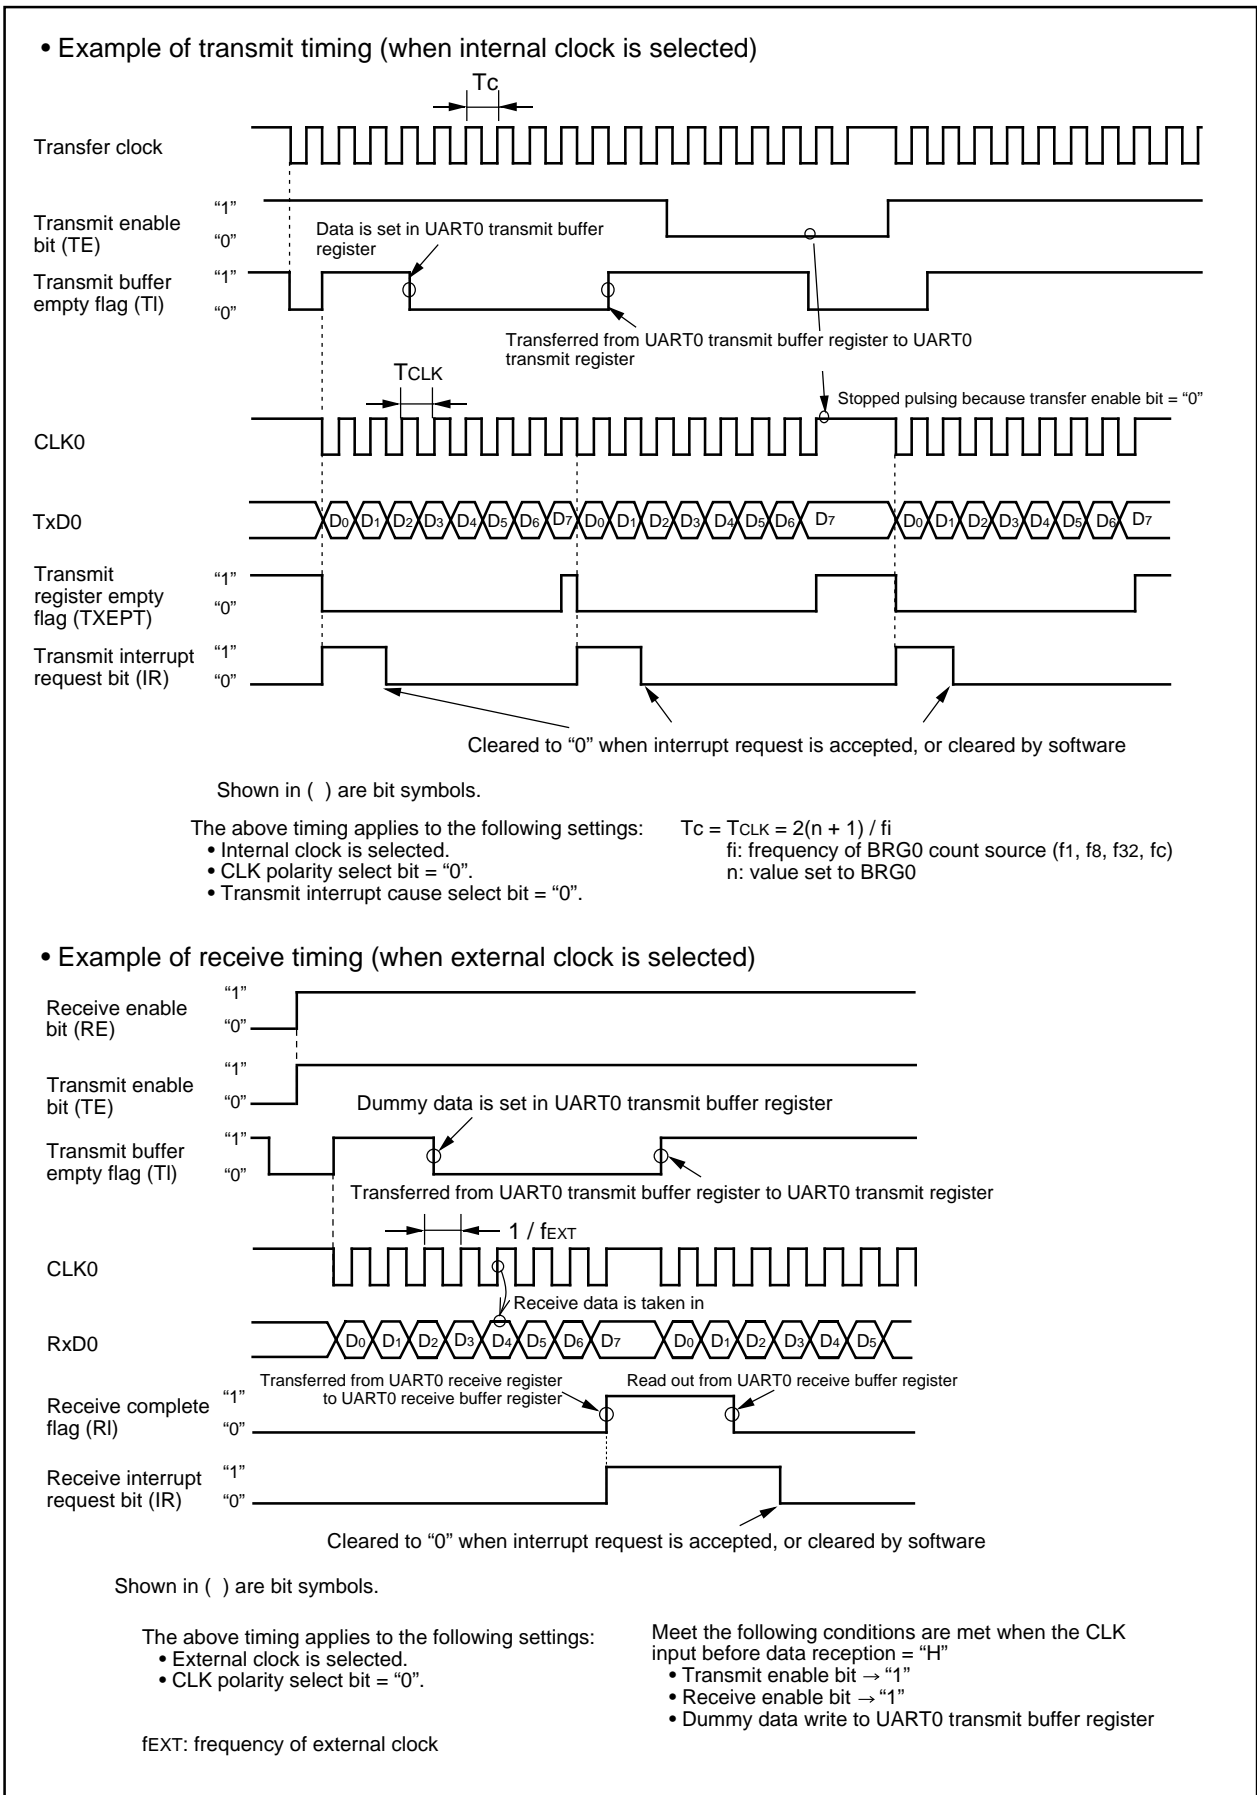 • Example of transmit timing (when internal clock is selected)
Tc
Transfer clock
Transmit enable
bit (TE)
“1”
“0”
Data is set in UART0 transmit buffer
register
Transmit buffer
empty flag (Tl)
“1”
“0”
Transferred from UART0 transmit buffer register to UART0
transmit register
TCLK
Stopped pulsing because transfer enable bit = “0”
CLK0
TxD0
D0 D1 D2 D3 D4 D5 D6 D7 D0 D1 D2 D3 D4 D5 D6 D7 D0 D1 D2 D3 D4 D5 D6 D7
Transmit
register empty
flag (TXEPT)
“1”
“0”
Transmit interrupt
request bit (IR)
“1”
“0”
Cleared to “0” when interrupt request is accepted, or cleared by software
Shown in ( ) are bit symbols.
The above timing applies to the following settings:
• Internal clock is selected.
• CLK polarity select bit = “0”.
• Transmit interrupt cause select bit = “0”.
Tc = TCLK = 2(n + 1) / fi
fi: frequency of BRG0 count source (f1, f8, f32, fc)
n: value set to BRG0
• Example of receive timing (when external clock is selected)
Receive enable
bit (RE)
“1”
“0”
Transmit enable
bit (TE)
“1”
“0”
Dummy data is set in UART0 transmit buffer register
Transmit buffer
empty flag (Tl)
“1”
“0”
Transferred from UART0 transmit buffer register to UART0 transmit register
1 / fEXT
CLK0
Receive data is taken in
RxD0
D0 D1 D2 D3 D4 D5 D6 D7 D0 D1 D2 D3 D4 D5
Transferred from UART0 receive register
to UART0 receive buffer register
Read out from UART0 receive buffer register
Receive complete
flag (Rl)
“1”
“0”
Receive interrupt
request bit (IR)
“1”
“0”
Cleared to “0” when interrupt request is accepted, or cleared by software
Shown in ( ) are bit symbols.
The above timing applies to the following settings:
• External clock is selected.
• CLK polarity select bit = “0”.
fEXT: frequency of external clock
Meet the following conditions are met when the CLK
input before data reception = “H”
• Transmit enable bit → “1”
• Receive enable bit → “1”
• Dummy data write to UART0 transmit buffer register